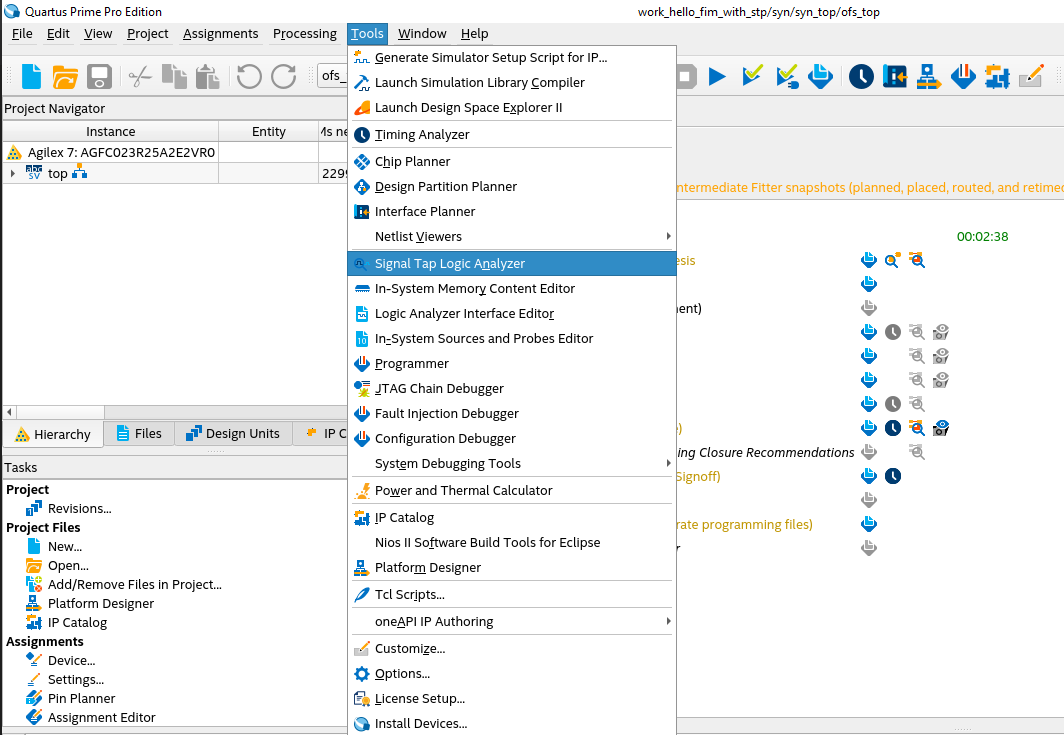 Quartus Prime Pro Edition
work_hello_fim_with_stp/syn/syn_top/ofs_top
File Edit View Project Assignments Processing Tools Window Help
ofs_
Project Navigator
Instance Entity
Agilex 7: AGFC023R25A2E2VR0
top 2299
Hierarchy Files Design Units IP C
Tasks
Project
Revisions...
Project Files
New...
Open...
Add/Remove Files in Project...
Platform Designer
IP Catalog
Assignments
Device...
Settings...
Pin Planner
Assignment Editor
Generate Simulator Setup Script for IP...
Launch Simulation Library Compiler
Launch Design Space Explorer II
Timing Analyzer
Chip Planner
Design Partition Planner
Interface Planner
Netlist Viewers
Signal Tap Logic Analyzer
In-System Memory Content Editor
Logic Analyzer Interface Editor
In-System Sources and Probes Editor
Programmer
JTAG Chain Debugger
Fault Injection Debugger
Configuration Debugger
System Debugging Tools
Power and Thermal Calculator
IP Catalog
Nios II Software Build Tools for Eclipse
Platform Designer
Tcl Scripts...
oneAPI IP Authoring
Customize...
Options...
License Setup...
Install Devices...
ntermediate Fitter snapshots (planned, placed, routed, and retimed
00:02:38
esis
ent)
)
ing Closure Recommendations
Signoff)
rate programming files)
r